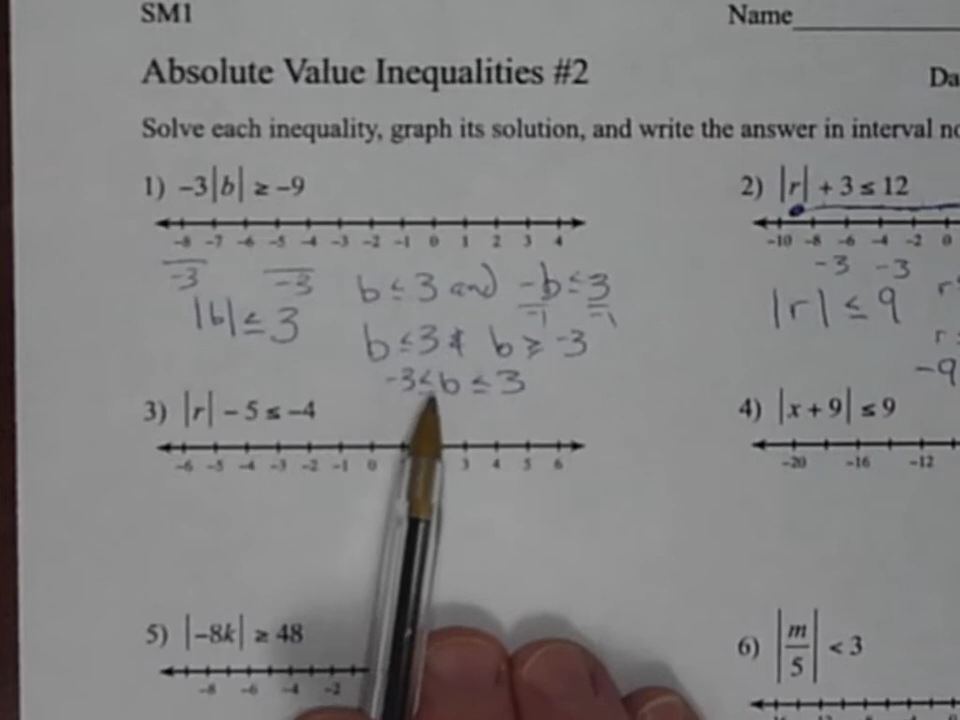 SM1
Name
Absolute Value Inequalities #2
Solve each inequality, graph its solution, and write the answer in interval
1) −3|b| ≥ −9
-8 -7 -6 -5 -4 -3 -2 -1 0 1 2 3 4
-3 -3
|b| ≤ 3
b ≤ 3 and -b ≤ 3
-1 -1
b ≤ 3 & b ≥ -3
-3 ≤ b ≤ 3
2) |r| + 3 ≤ 12
-10 -8 -6 -4 -2 0
-3 -3
|r| ≤ 9
-9
3) |r| − 5 ≤ −4
-6 -5 -4 -3 -2 -1 0 3 4 5 6
4) |x + 9| ≤ 9
-20 -16 -12
5) |−8k| ≥ 48
-8 -6 -4 -2
6) |m/5| < 3